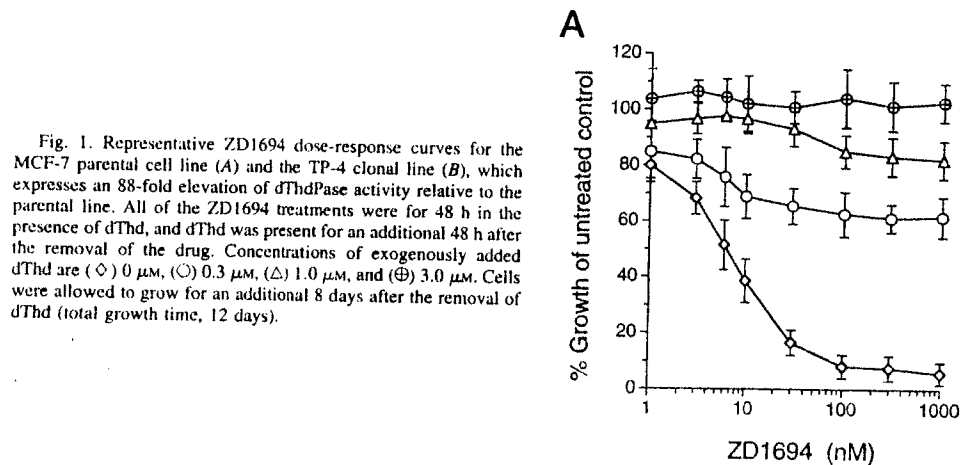 Fig. 1. Representative ZD1694 dose-response curves for the
MCF-7 parental cell line (A) and the TP-4 clonal line (B), which
expresses an 88-fold elevation of dThdPase activity relative to the
parental line. All of the ZD1694 treatments were for 48 h in the
presence of dThd, and dThd was present for an additional 48 h after
the removal of the drug. Concentrations of exogenously added
dThd are (◇) 0 μM, (○) 0.3 μM, (△) 1.0 μM, and (⊕) 3.0 μM. Cells
were allowed to grow for an additional 8 days after the removal of
dThd (total growth time, 12 days).
A
% Growth of untreated control
120
100
80
60
40
20
0
1 10 100 1000
ZD1694 (nM)